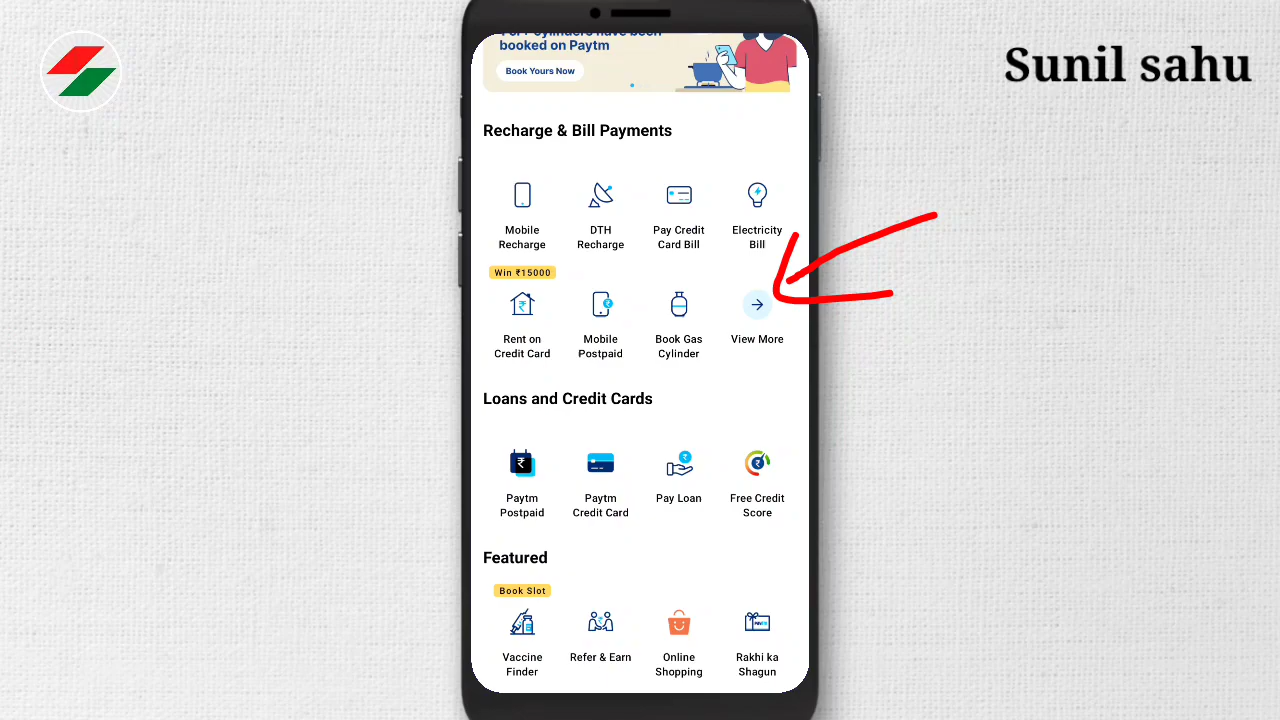 booked on Paytm
Book Yours Now
Sunil sahu
Recharge & Bill Payments
Mobile
Recharge
DTH
Recharge
Pay Credit
Card Bill
Electricity
Bill
Win ₹15000
Rent on
Credit Card
Mobile
Postpaid
Book Gas
Cylinder
View More
Loans and Credit Cards
Paytm
Postpaid
Paytm
Credit Card
Pay Loan
Free Credit
Score
Featured
Book Slot
Vaccine
Finder
Refer & Earn
Online
Shopping
Rakhi ka
Shagun